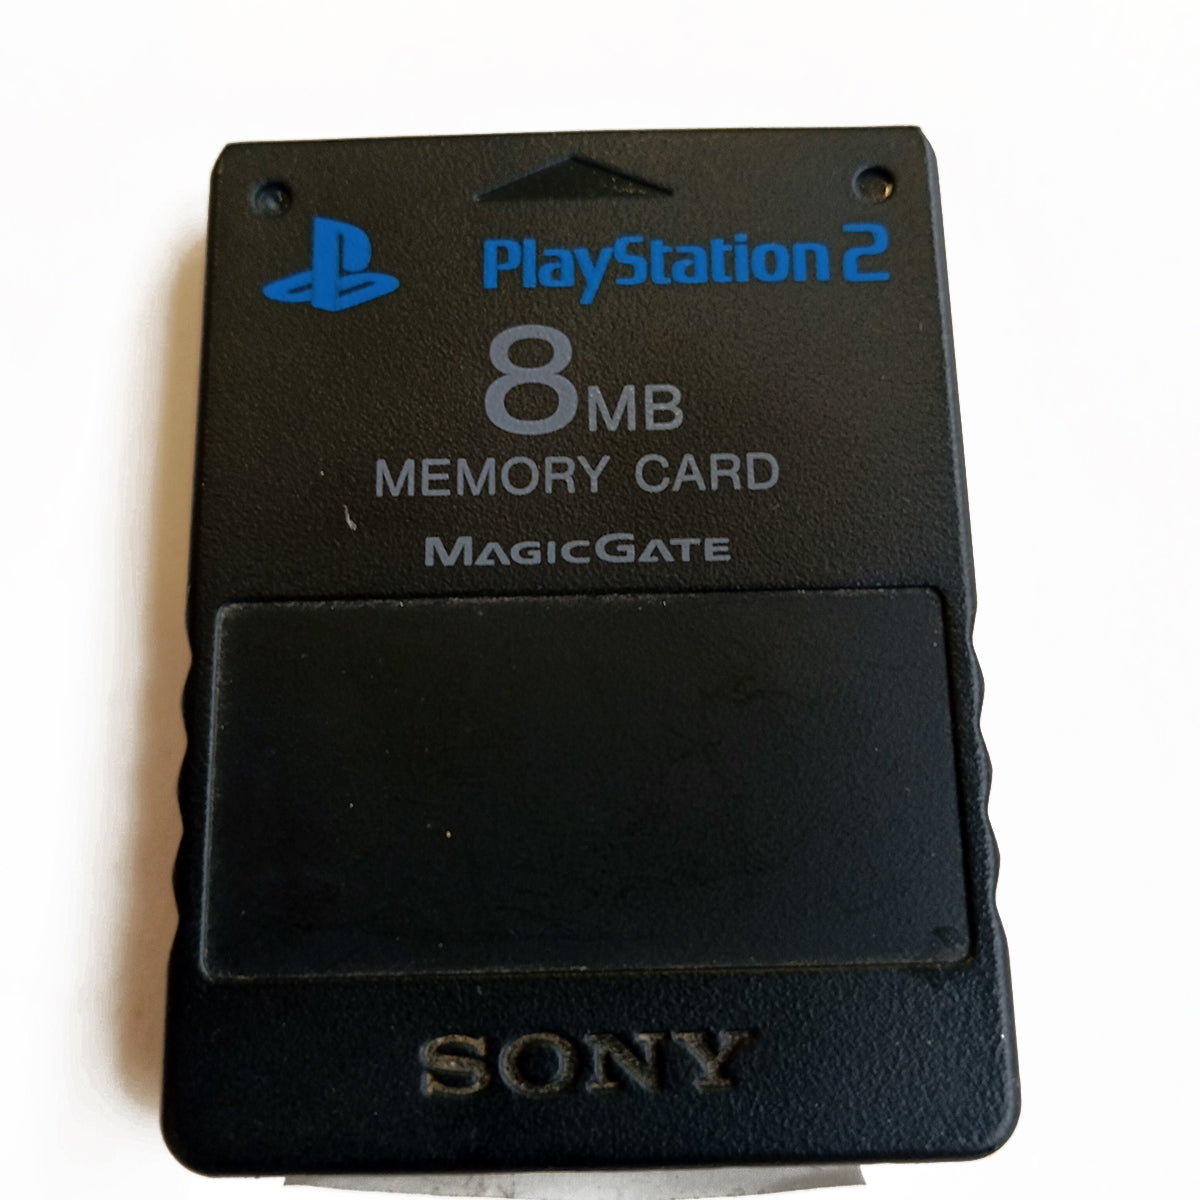 PlayStation 2
8MB
MEMORY CARD
MAGICGATE
SONY